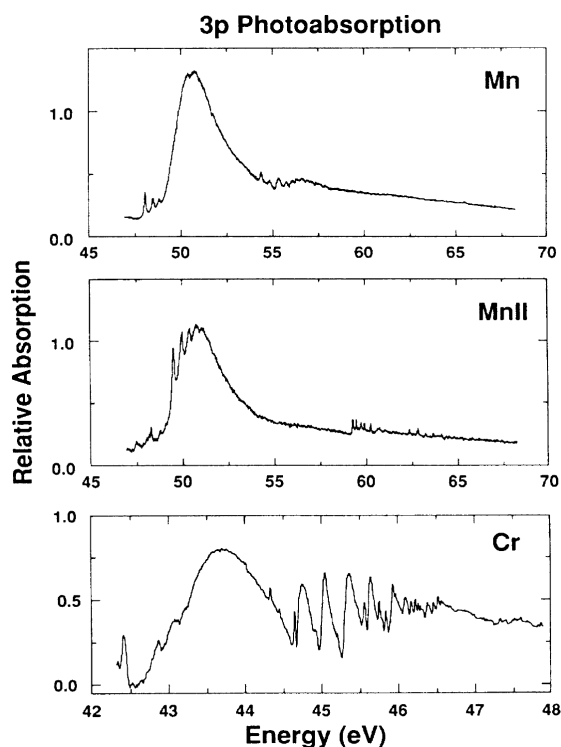 3p Photoabsorption
Mn
1.0
0.0
45 50 55 60 65 70
MnII
1.0
0.0
45 50 55 60 65 70
Relative Absorption
Cr
1.0
0.5
0.0
42 43 44 45 46 47 48
Energy (eV)